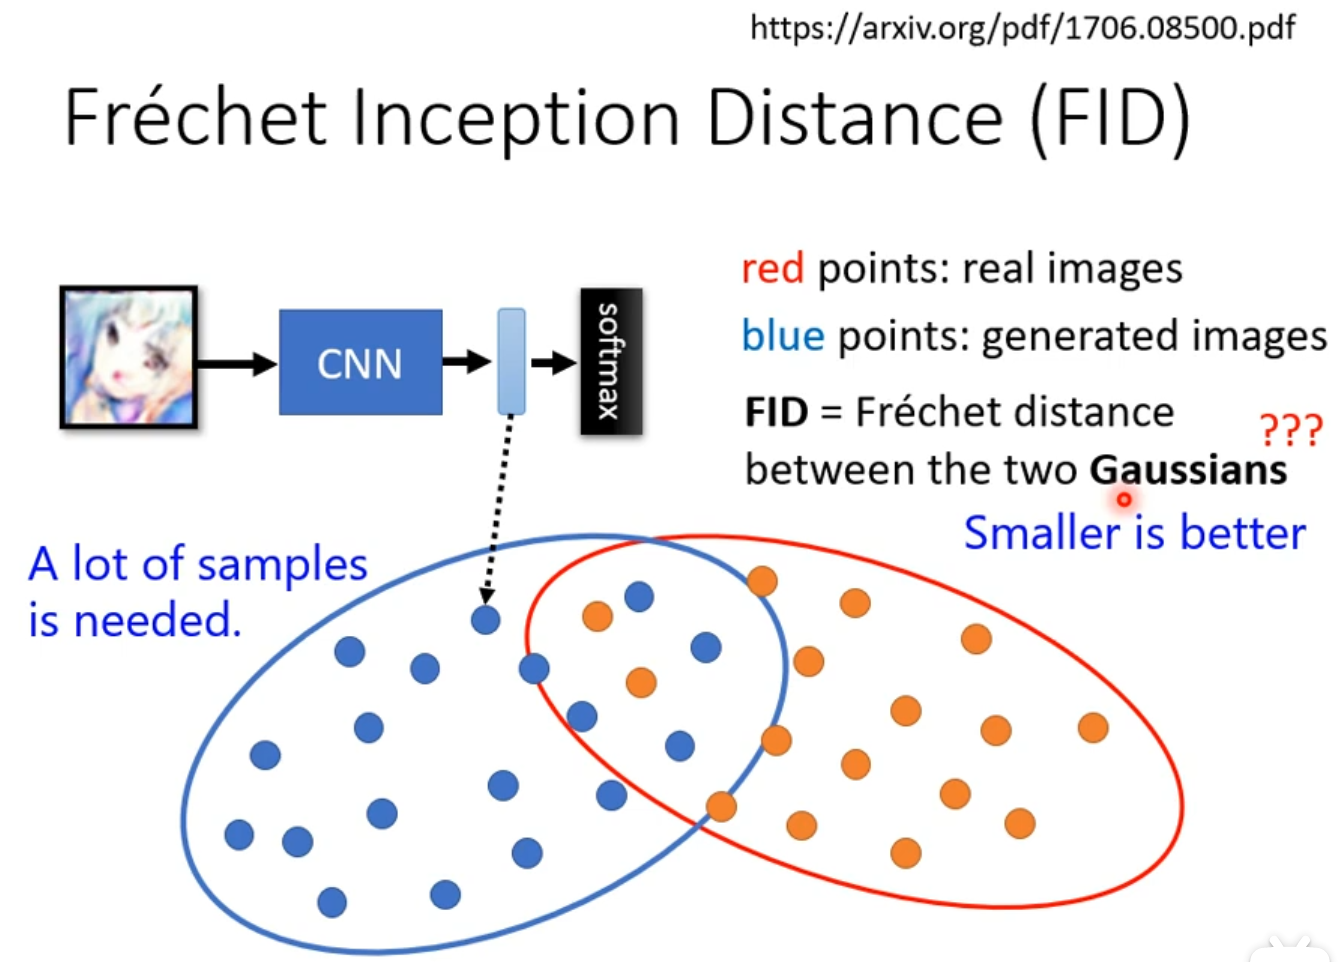 https://arxiv.org/pdf/1706.08500.pdf
Fréchet Inception Distance (FID)
CNN
softmax
red points: real images
blue points: generated images
FID = Fréchet distance
???
between the two Gaussians
Smaller is better
A lot of samples
is needed.